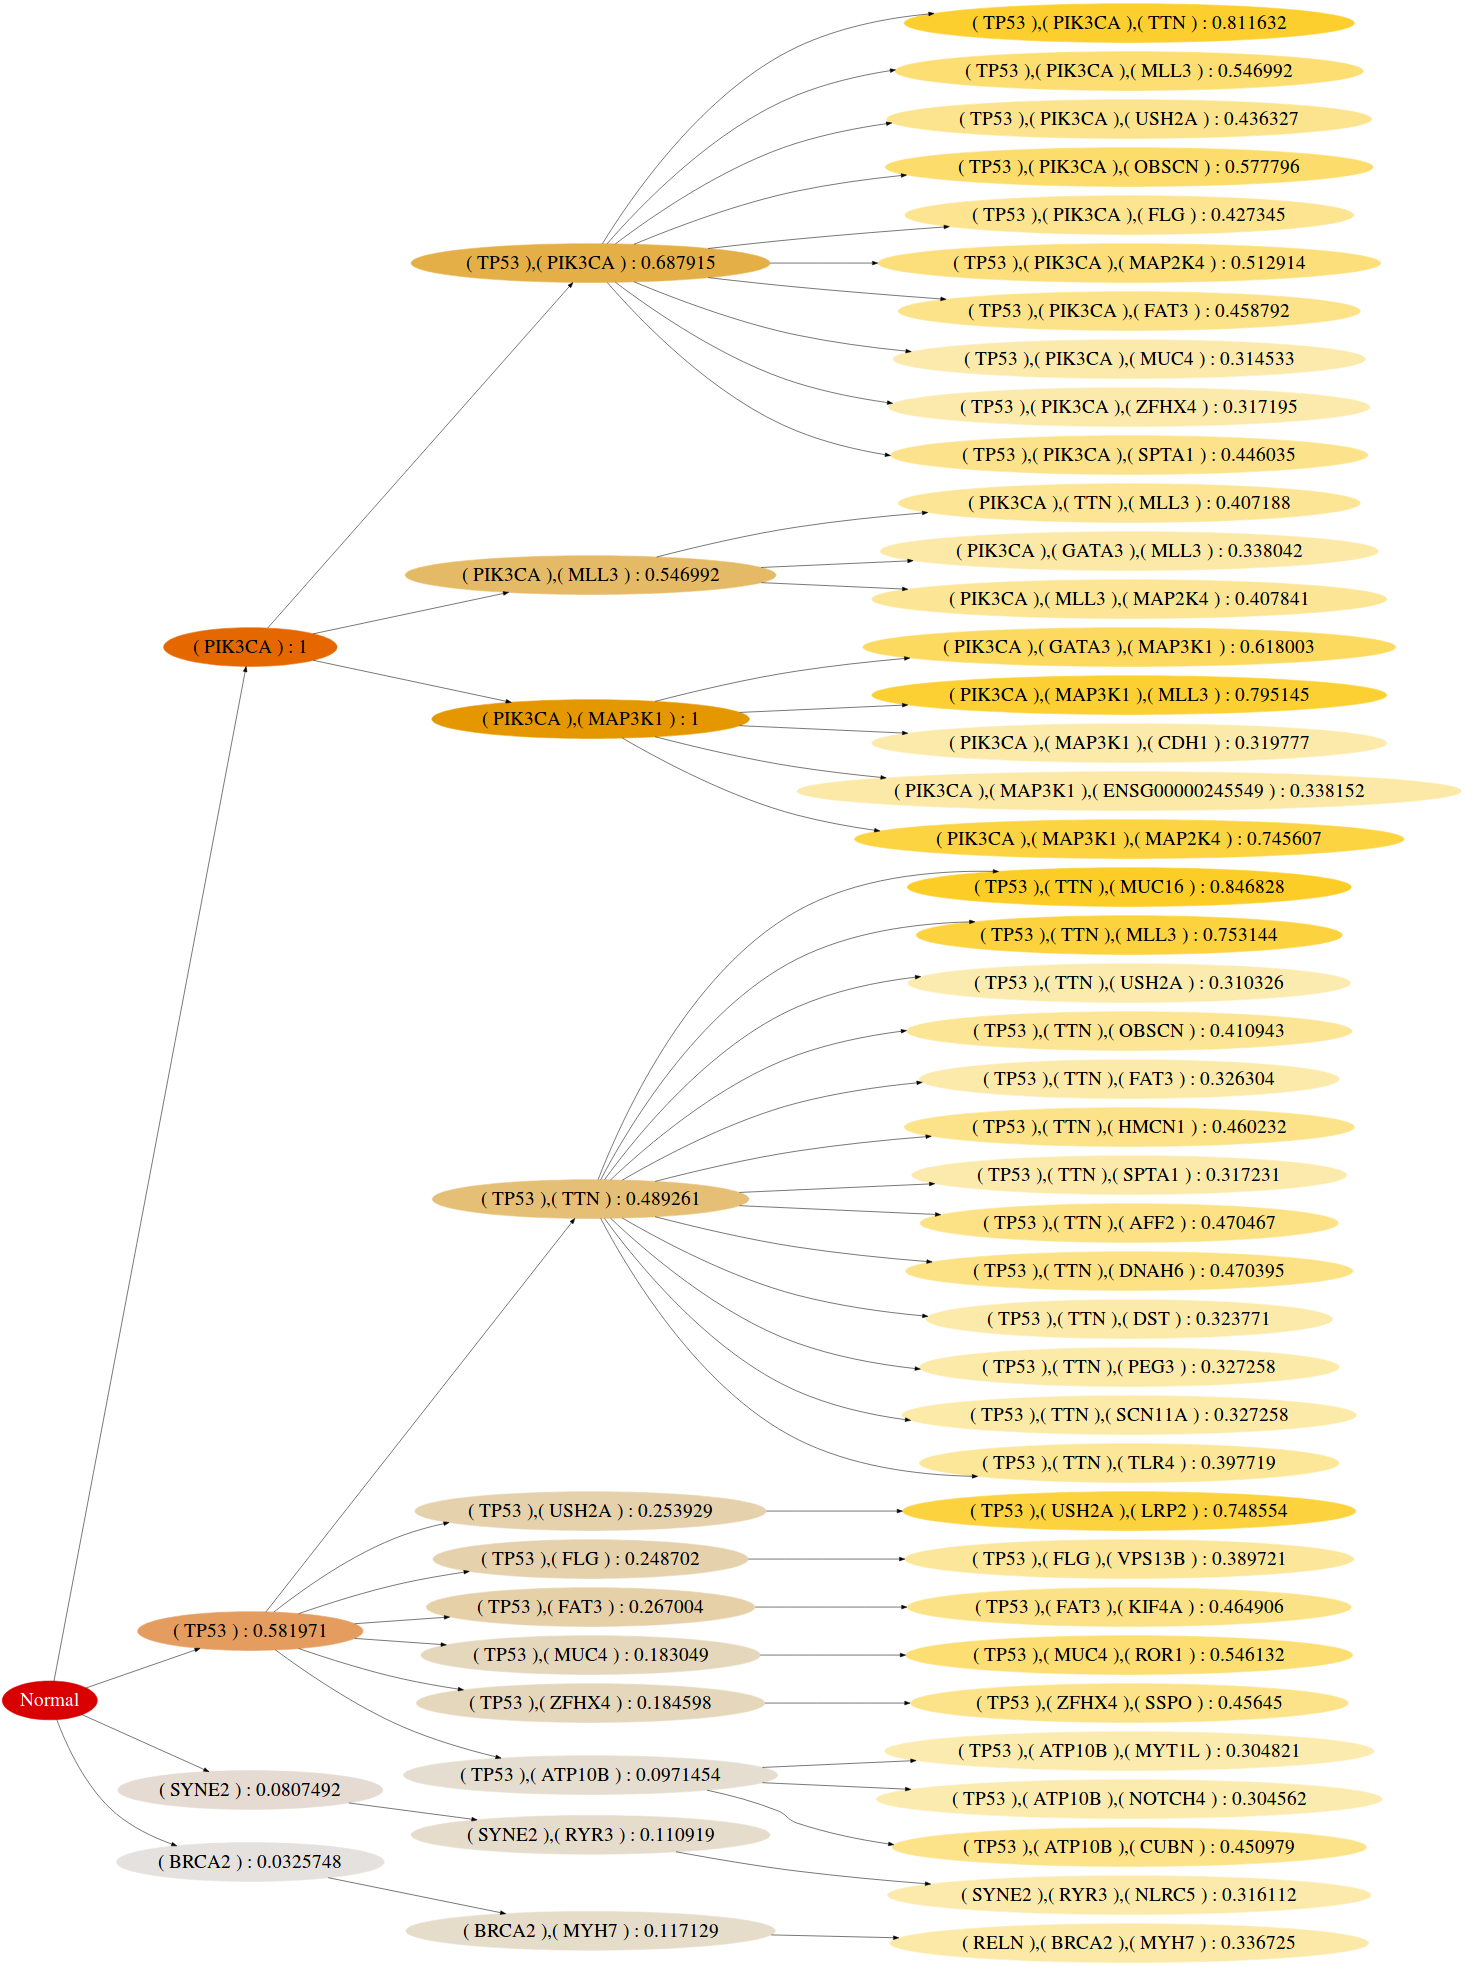 ( TP53 ),( PIK3CA ),( TTN ) : 0.811632
( TP53 ),( PIK3CA ),( MLL3 ) : 0.546992
( TP53 ),( PIK3CA ),( USH2A ) : 0.436327
( TP53 ),( PIK3CA ),( OBSCN ) : 0.577796
( TP53 ),( PIK3CA ),( FLG ) : 0.427345
( TP53 ),( PIK3CA ) : 0.687915
( TP53 ),( PIK3CA ),( MAP2K4 ) : 0.512914
( TP53 ),( PIK3CA ),( FAT3 ) : 0.458792
( TP53 ),( PIK3CA ),( MUC4 ) : 0.314533
( TP53 ),( PIK3CA ),( ZFHX4 ) : 0.317195
( TP53 ),( PIK3CA ),( SPTA1 ) : 0.446035
( PIK3CA ),( TTN ),( MLL3 ) : 0.407188
( PIK3CA ),( GATA3 ),( MLL3 ) : 0.338042
( PIK3CA ),( MLL3 ) : 0.546992
( PIK3CA ),( MLL3 ),( MAP2K4 ) : 0.407841
( PIK3CA ) : 1
( PIK3CA ),( GATA3 ),( MAP3K1 ) : 0.618003
( PIK3CA ),( MAP3K1 ),( MLL3 ) : 0.795145
( PIK3CA ),( MAP3K1 ) : 1
( PIK3CA ),( MAP3K1 ),( CDH1 ) : 0.319777
( PIK3CA ),( MAP3K1 ),( ENSG00000245549 ) : 0.338152
( PIK3CA ),( MAP3K1 ),( MAP2K4 ) : 0.745607
( TP53 ),( TTN ),( MUC16 ) : 0.846828
( TP53 ),( TTN ),( MLL3 ) : 0.753144
( TP53 ),( TTN ),( USH2A ) : 0.310326
( TP53 ),( TTN ),( OBSCN ) : 0.410943
( TP53 ),( TTN ),( FAT3 ) : 0.326304
( TP53 ),( TTN ),( HMCN1 ) : 0.460232
( TP53 ),( TTN ),( SPTA1 ) : 0.317231
( TP53 ),( TTN ) : 0.489261
( TP53 ),( TTN ),( AFF2 ) : 0.470467
( TP53 ),( TTN ),( DNAH6 ) : 0.470395
( TP53 ),( TTN ),( DST ) : 0.323771
( TP53 ),( TTN ),( PEG3 ) : 0.327258
( TP53 ),( TTN ),( SCN11A ) : 0.327258
( TP53 ),( TTN ),( TLR4 ) : 0.397719
( TP53 ),( USH2A ) : 0.253929
( TP53 ),( USH2A ),( LRP2 ) : 0.748554
( TP53 ),( FLG ) : 0.248702
( TP53 ),( FLG ),( VPS13B ) : 0.389721
( TP53 ),( FAT3 ) : 0.267004
( TP53 ),( FAT3 ),( KIF4A ) : 0.464906
( TP53 ) : 0.581971
( TP53 ),( MUC4 ) : 0.183049
( TP53 ),( MUC4 ),( ROR1 ) : 0.546132
Normal
( TP53 ),( ZFHX4 ) : 0.184598
( TP53 ),( ZFHX4 ),( SSPO ) : 0.45645
( TP53 ),( ATP10B ),( MYT1L ) : 0.304821
( TP53 ),( ATP10B ) : 0.0971454
( SYNE2 ) : 0.0807492
( TP53 ),( ATP10B ),( NOTCH4 ) : 0.304562
( SYNE2 ),( RYR3 ) : 0.110919
( TP53 ),( ATP10B ),( CUBN ) : 0.450979
( BRCA2 ) : 0.0325748
( SYNE2 ),( RYR3 ),( NLRC5 ) : 0.316112
( BRCA2 ),( MYH7 ) : 0.117129
( RELN ),( BRCA2 ),( MYH7 ) : 0.336725